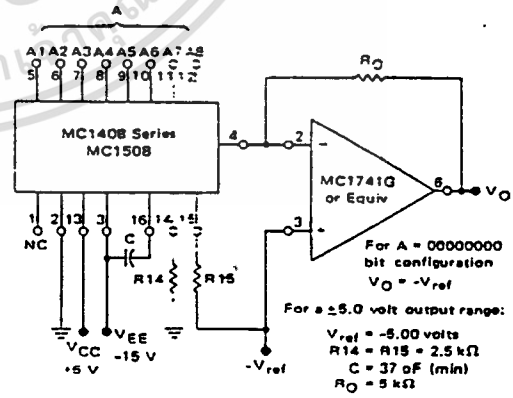 A
A1 A2 A3 A4 A5 A6 A7 A8
5 6 7 8 9 10 11 12
MC1408 Series
MC1508
4
2
RO
MC1741G
or Equiv
6
VO
3
1 2 13 3 16 14 15
NC
C
R14
R15
VCC
+5 V
VEE
-15 V
-Vref
For A = 00000000
bit configuration
VO = -Vref
For a ±5.0 volt output range:
Vref = -5.00 volts
R14 = R15 = 2.5 kΩ
C = 37 pF (min)
RO = 5 kΩ